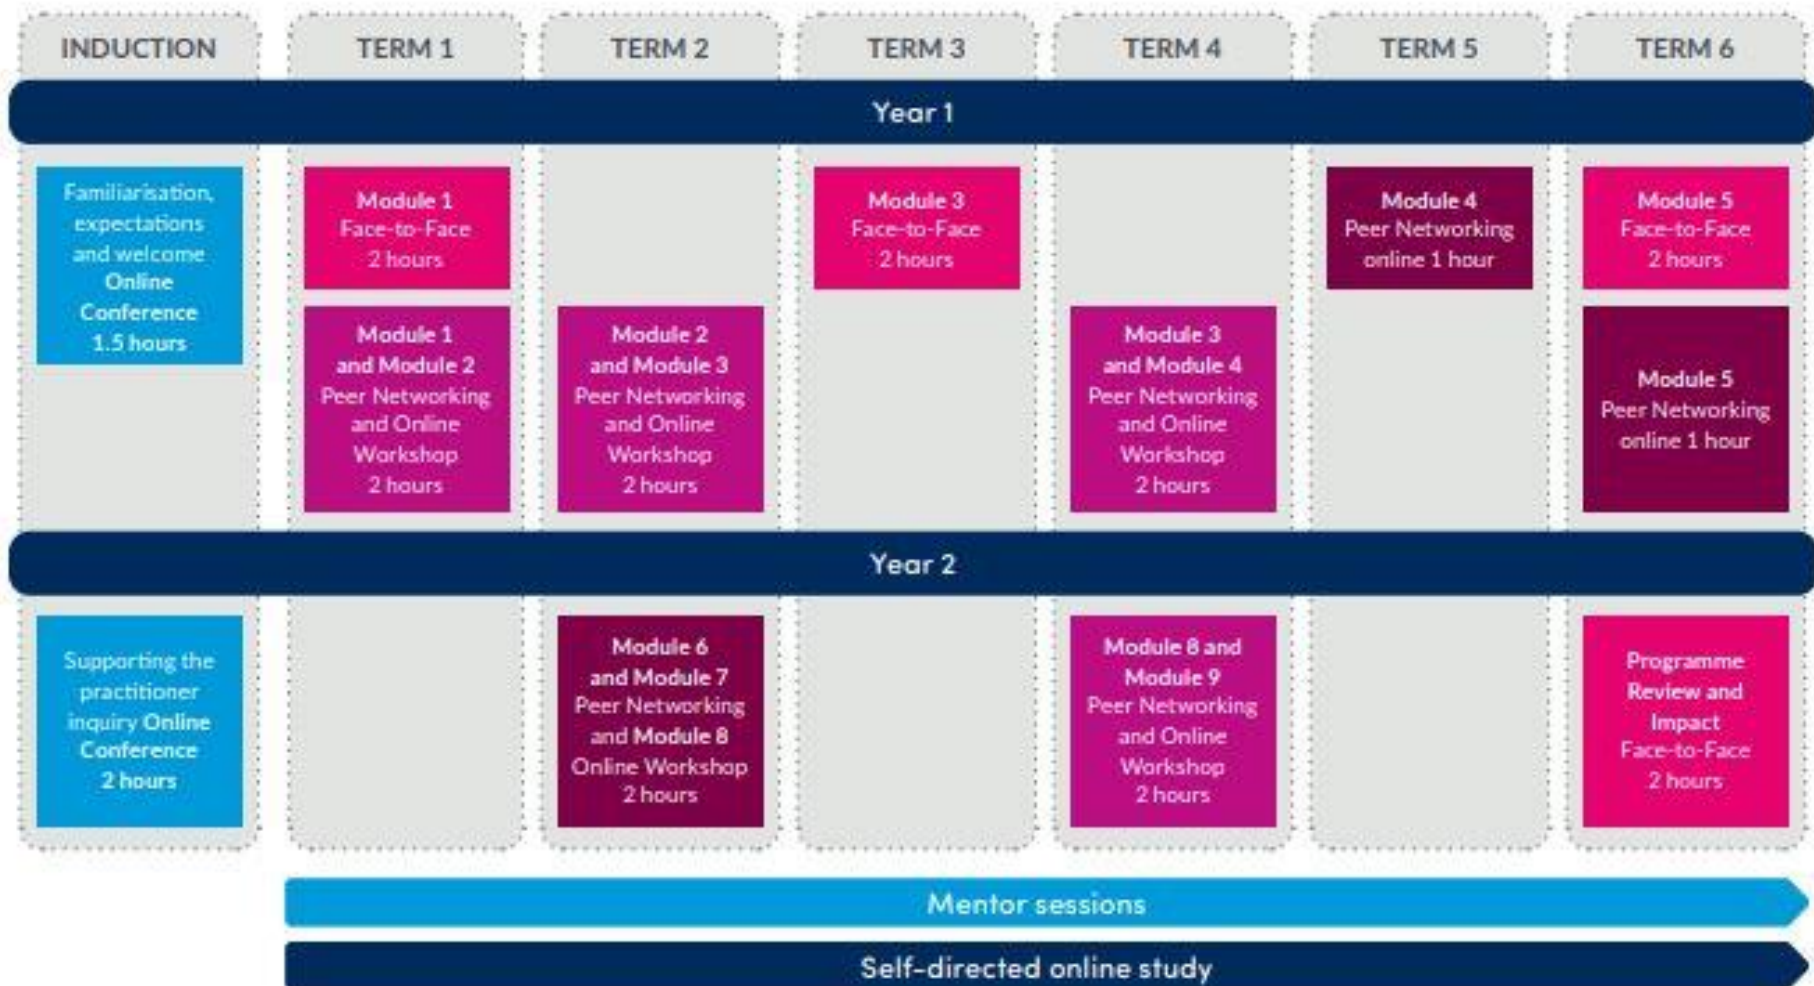 INDUCTION
TERM 1
TERM 2
TERM 3
TERM 4
TERM 5
TERM 6
Year 1
Familiarisation,
expectations
and welcome
Online
Conference
1.5 hours
Module 1
Face-to-Face
2 hours
Module 1
and Module 2
Peer Networking
and Online
Workshop
2 hours
Module 2
and Module 3
Peer Networking
and Online
Workshop
2 hours
Module 3
Face-to-Face
2 hours
Module 3
and Module 4
Peer Networking
and Online
Workshop
2 hours
Module 4
Peer Networking
online 1 hour
Module 5
Face-to-Face
2 hours
Module 5
Peer Networking
online 1 hour
Year 2
Supporting the
practitioner
inquiry Online
Conference
2 hours
Module 6
and Module 7
Peer Networking
and Module 8
Online Workshop
2 hours
Module 8 and
Module 9
Peer Networking
and Online
Workshop
2 hours
Programme
Review and
Impact
Face-to-Face
2 hours
Mentor sessions
Self-directed online study